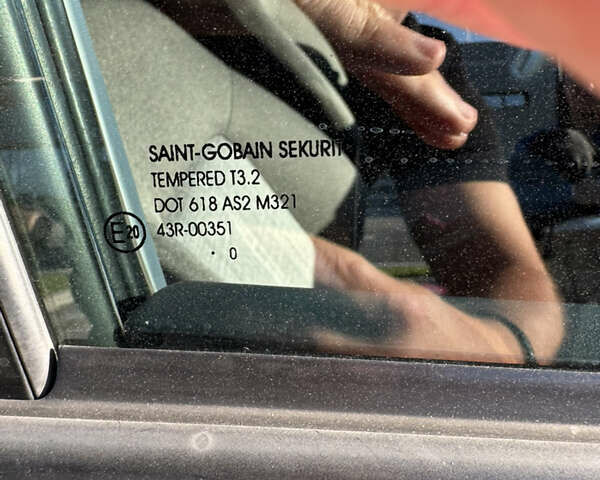 SAINT-GOBAIN SEKURIT
TEMPERED T3.2
DOT 618 AS2 M321
E20 43R-00351
· 0